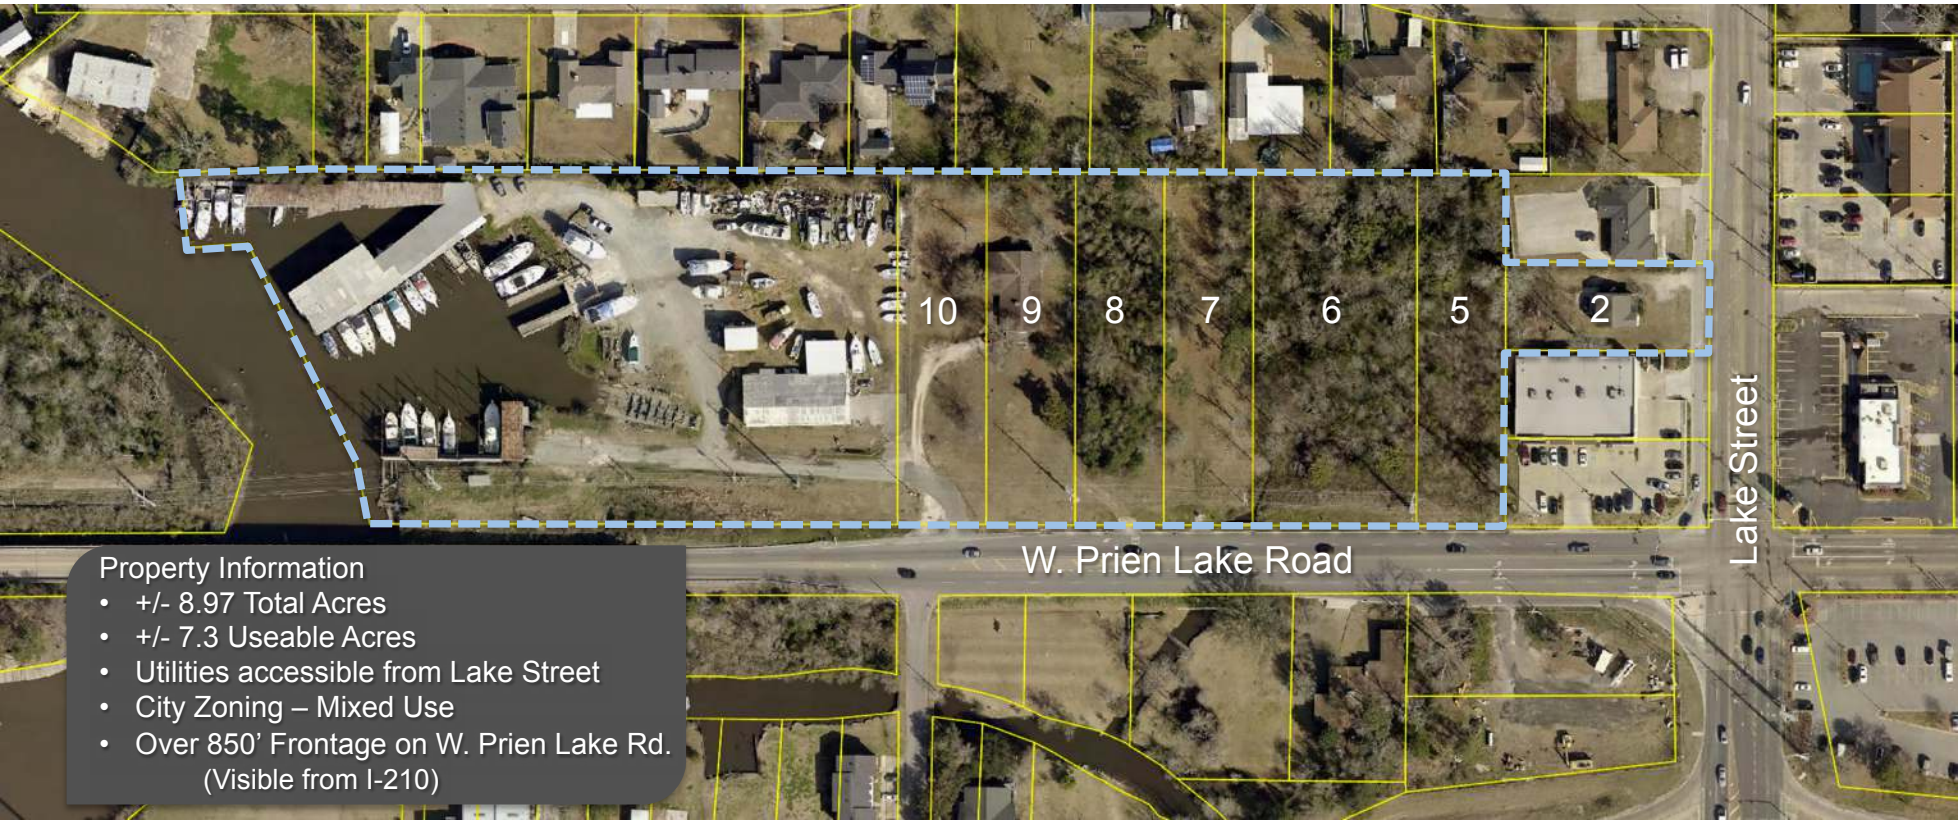 10
9
8
7
6
5
2
Lake Street
W. Prien Lake Road
Property Information
• +/- 8.97 Total Acres
• +/- 7.3 Useable Acres
• Utilities accessible from Lake Street
• City Zoning – Mixed Use
• Over 850’ Frontage on W. Prien Lake Rd.
(Visible from I-210)